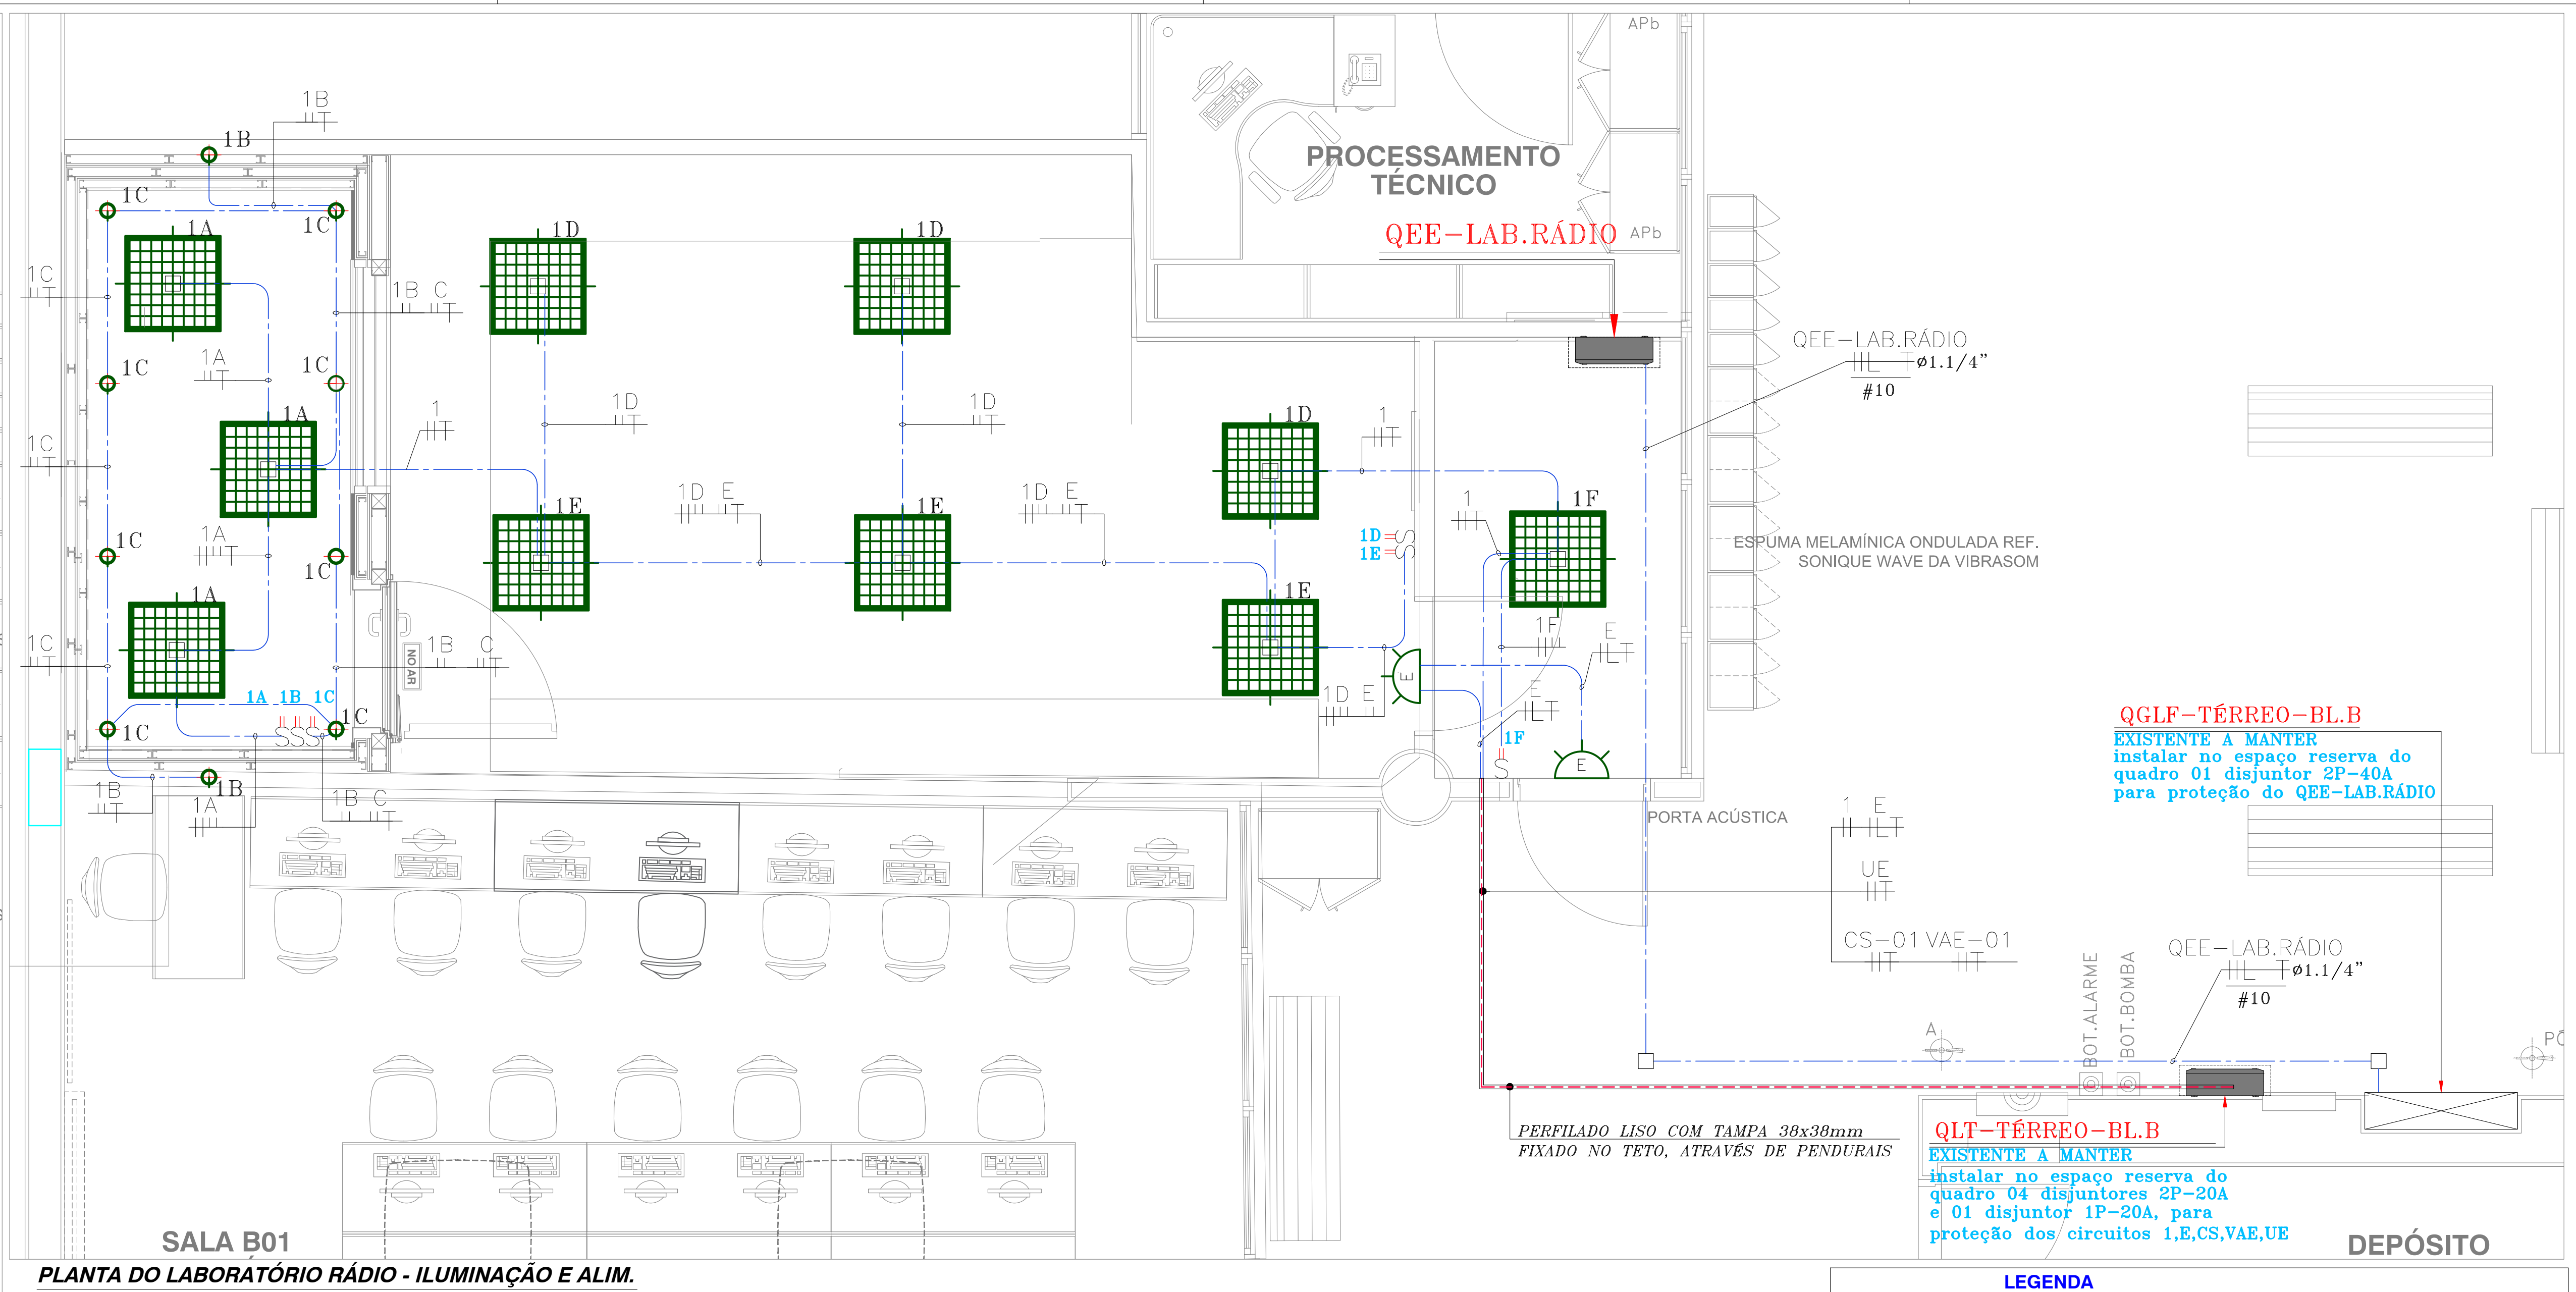 APb
PROCESSAMENTO
TÉCNICO
QEE-LAB.RÁDIO
APb
1B
1B
1C
1C
1A
1D
1D
1C
1B C
QEE-LAB.RÁDIO
T ø1.1/4"
#10
1C
1C
1A
T
1A
1
T
1D
T
1D
T
1D
1
T
1C
1A
T
1C
1C
1D E
T
1E
1D E
T
1E
1D
1E
1
T
1F
ESPUMA MELAMÍNICA ONDULADA REF.
SONIQUE WAVE DA VIBRASOM
1A
1C
1B C
NO AR
1E
1F
E
1D E
E
E
1F
S
E
1A 1B 1C
SSS
1C
1C
1B
1B
1A
1B C
QGLF-TÉRREO-BL.B
EXISTENTE A MANTER
instalar no espaço reserva do
quadro 01 disjuntor 2P-40A
para proteção do QEE-LAB.RÁDIO
PORTA ACÚSTICA
1 E
UE
CS-01 VAE-01
BOT.ALARME
BOT.BOMBA
QEE-LAB.RÁDIO
T ø1.1/4"
#10
A
PERFILADO LISO COM TAMPA 38x38mm
FIXADO NO TETO, ATRAVÉS DE PENDURAIS
QLT-TÉRREO-BL.B
EXISTENTE A MANTER
instalar no espaço reserva do
quadro 04 disjuntores 2P-20A
e 01 disjuntor 1P-20A, para
proteção dos circuitos 1,E,CS,VAE,UE
SALA B01
DEPÓSITO
PLANTA DO LABORATÓRIO RÁDIO - ILUMINAÇÃO E ALIM.
LEGENDA